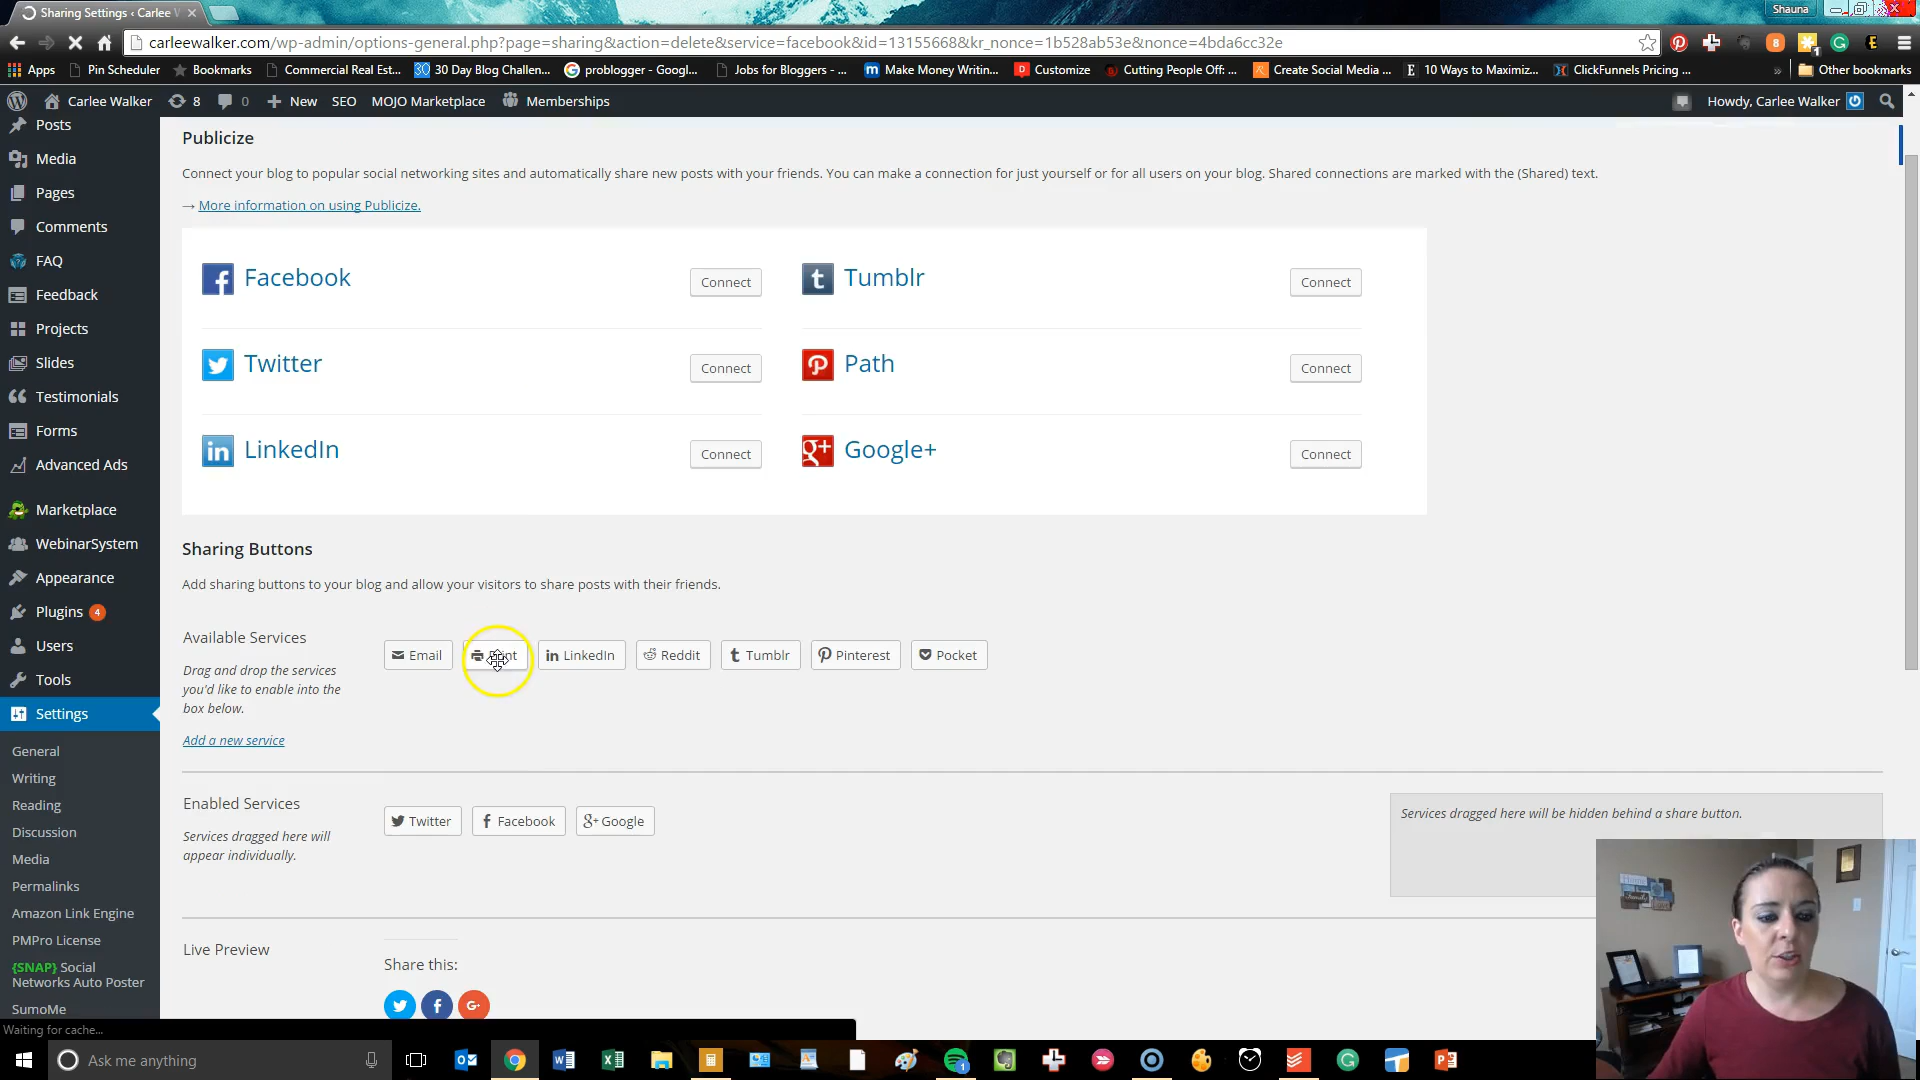 Sharing Settings ‹ Carlee W
Shauna
carleewalker.com/wp-admin/options-general.php?page=sharing&action=delete&service=facebook&id=13155668&kr_nonce=1b528ab53e&nonce=4bda6cc32e
Apps Pin Scheduler Bookmarks Commercial Real Est... 30 Day Blog Challen... problogger - Googl... Jobs for Bloggers - ... Make Money Writin... Customize Cutting People Off: ... Create Social Media ... 10 Ways to Maximiz... ClickFunnels Pricing ... » Other bookmarks
Carlee Walker 8 0 New SEO MOJO Marketplace Memberships Howdy, Carlee Walker
Posts
Media
Pages
Comments
FAQ
Feedback
Projects
Slides
Testimonials
Forms
Advanced Ads
Marketplace
WebinarSystem
Appearance
Plugins 4
Users
Tools
Settings
General
Writing
Reading
Discussion
Media
Permalinks
Amazon Link Engine
PMPro License
{SNAP} Social
Networks Auto Poster
SumoMe
Publicize
Connect your blog to popular social networking sites and automatically share new posts with your friends. You can make a connection for just yourself or for all users on your blog. Shared connections are marked with the (Shared) text.
→ More information on using Publicize.
Facebook Connect Tumblr Connect
Twitter Connect Path Connect
LinkedIn Connect Google+ Connect
Sharing Buttons
Add sharing buttons to your blog and allow your visitors to share posts with their friends.
Available Services
Drag and drop the services
you'd like to enable into the
box below.
Add a new service
Email LinkedIn Reddit Tumblr Pinterest Pocket
Enabled Services
Services dragged here will
appear individually.
Twitter Facebook Google
Services dragged here will be hidden behind a share button.
Live Preview
Share this:
Waiting for cache...
Ask me anything